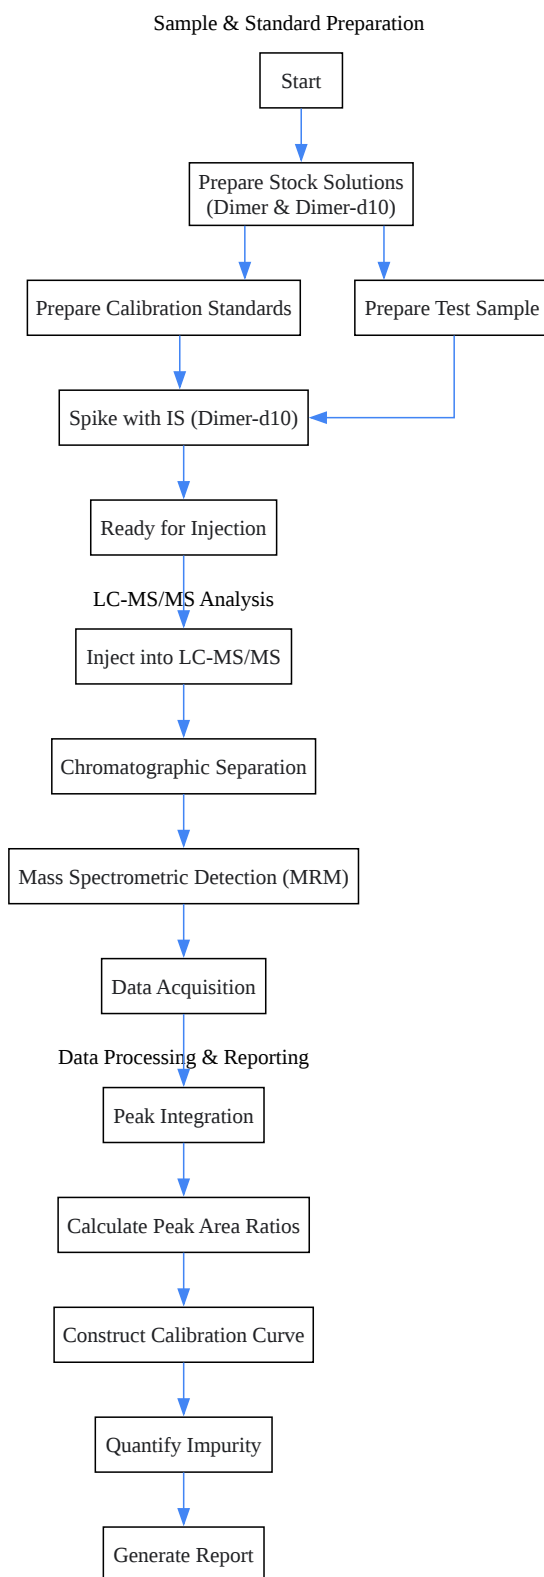 Sample & Standard Preparation
Start
Prepare Stock Solutions
(Dimer & Dimer-d10)
Prepare Calibration Standards
Prepare Test Sample
Spike with IS (Dimer-d10)
Ready for Injection
LC-MS/MS Analysis
Inject into LC-MS/MS
Chromatographic Separation
Mass Spectrometric Detection (MRM)
Data Acquisition
Data Processing & Reporting
Peak Integration
Calculate Peak Area Ratios
Construct Calibration Curve
Quantify Impurity
Generate Report